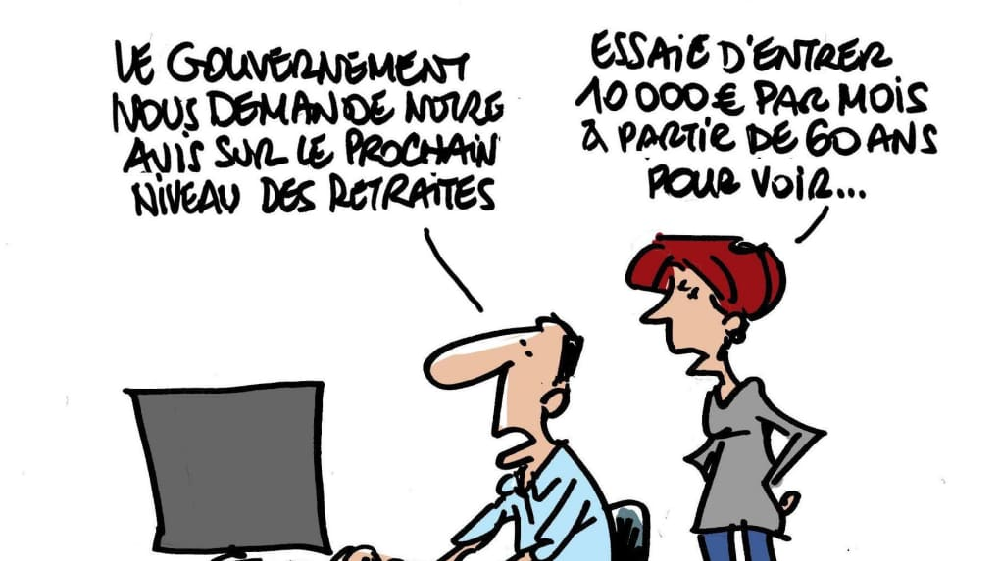 LE GOUVERNEMENT
NOUS DEMANDE NOTRE
AVIS SUR LE PROCHAIN
NIVEAU DES RETRAITES
ESSAIE D'ENTRER
10 000 € PAR MOIS
À PARTIR DE 60 ANS
POUR VOIR...